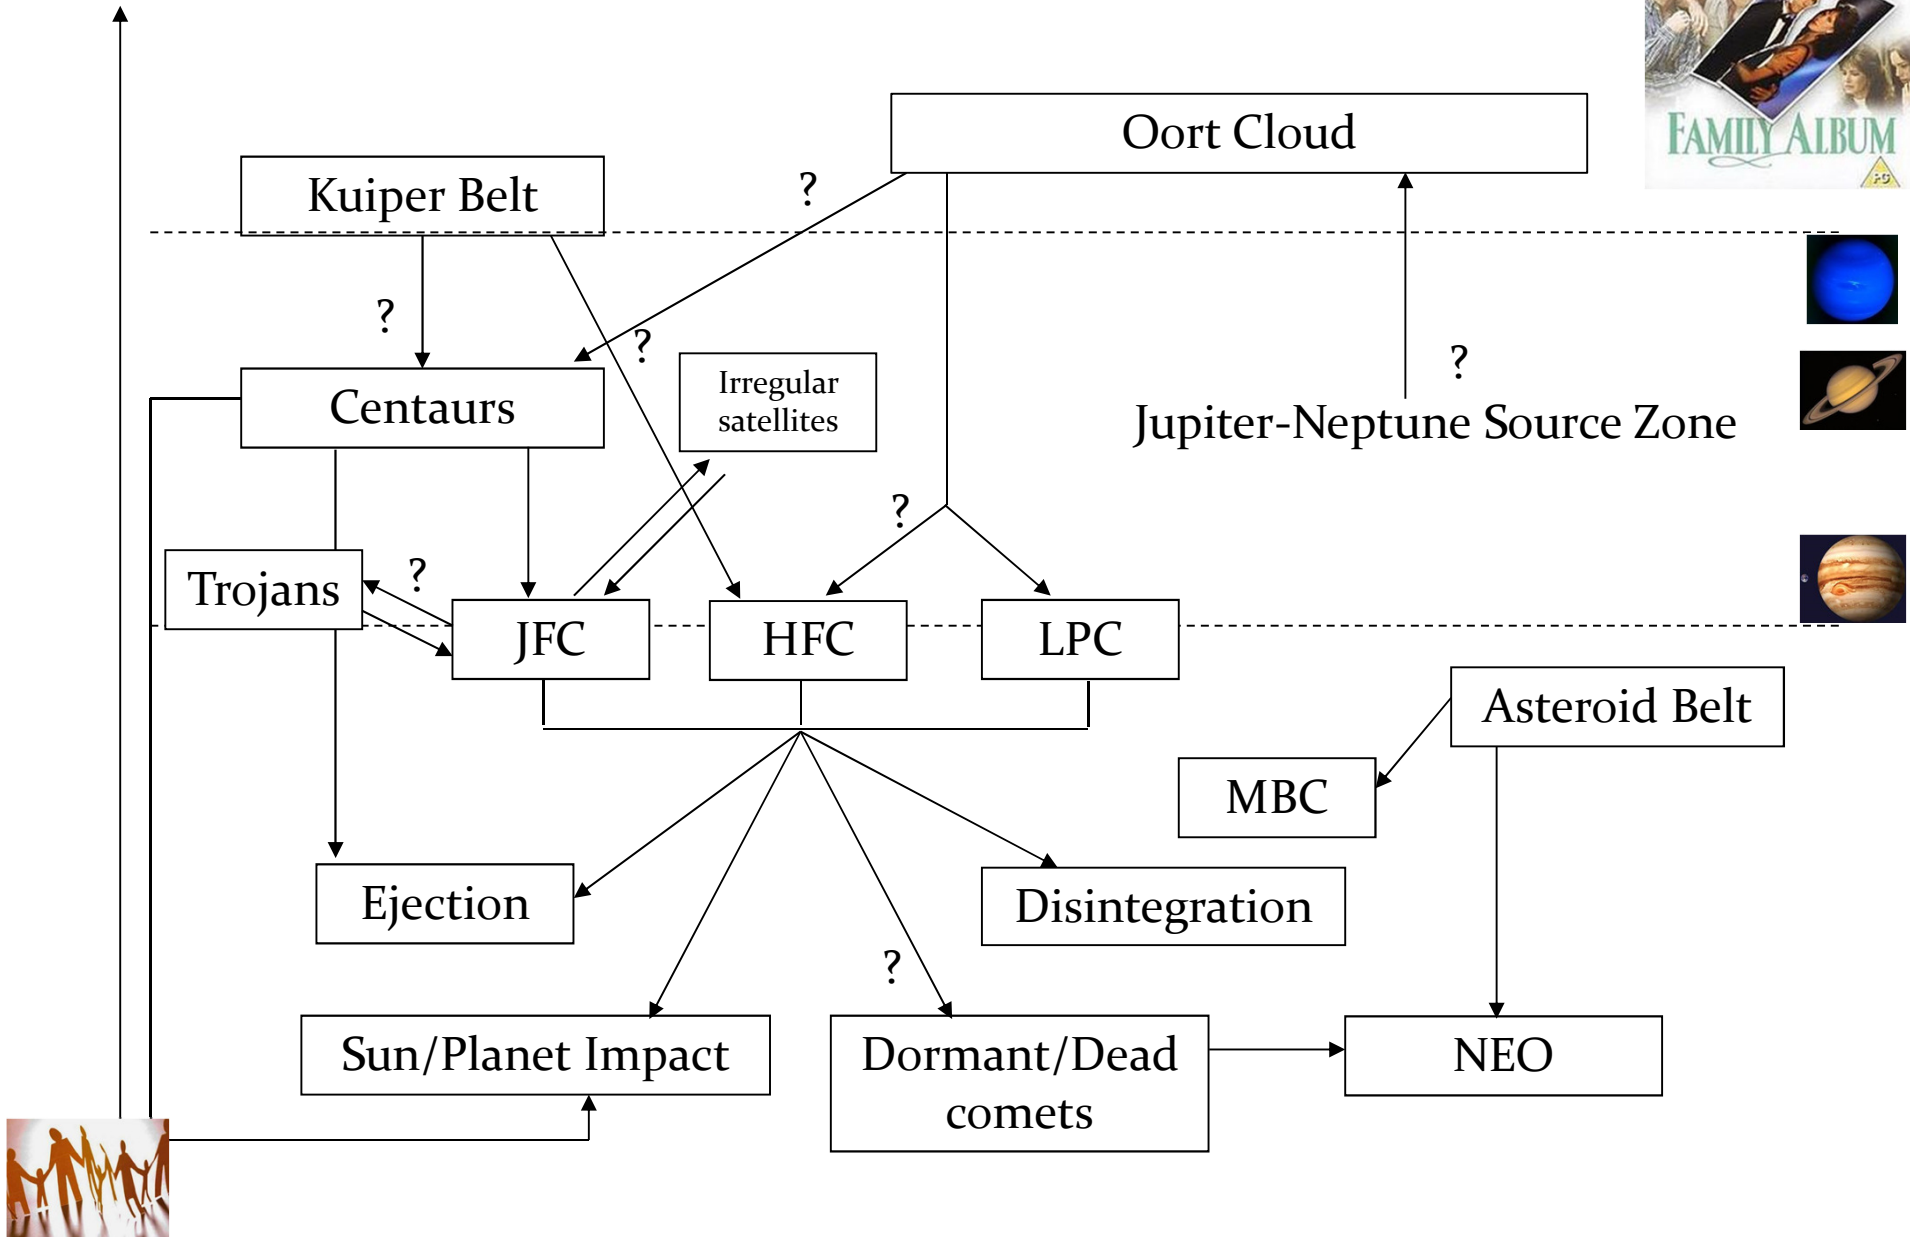 Oort Cloud
FAMILY ALBUM
PG
Kuiper Belt
?
?
?
Irregular
satellites
?
Centaurs
Jupiter-Neptune Source Zone
?
?
Trojans
JFC
HFC
LPC
Asteroid Belt
MBC
Ejection
Disintegration
?
Sun/Planet Impact
Dormant/Dead
comets
NEO